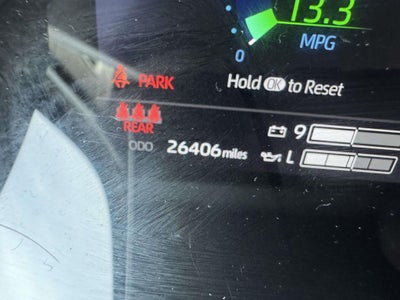 13.3
0 MPG
PARK Hold OK to Reset
REAR
9
ODO 26406 miles
L